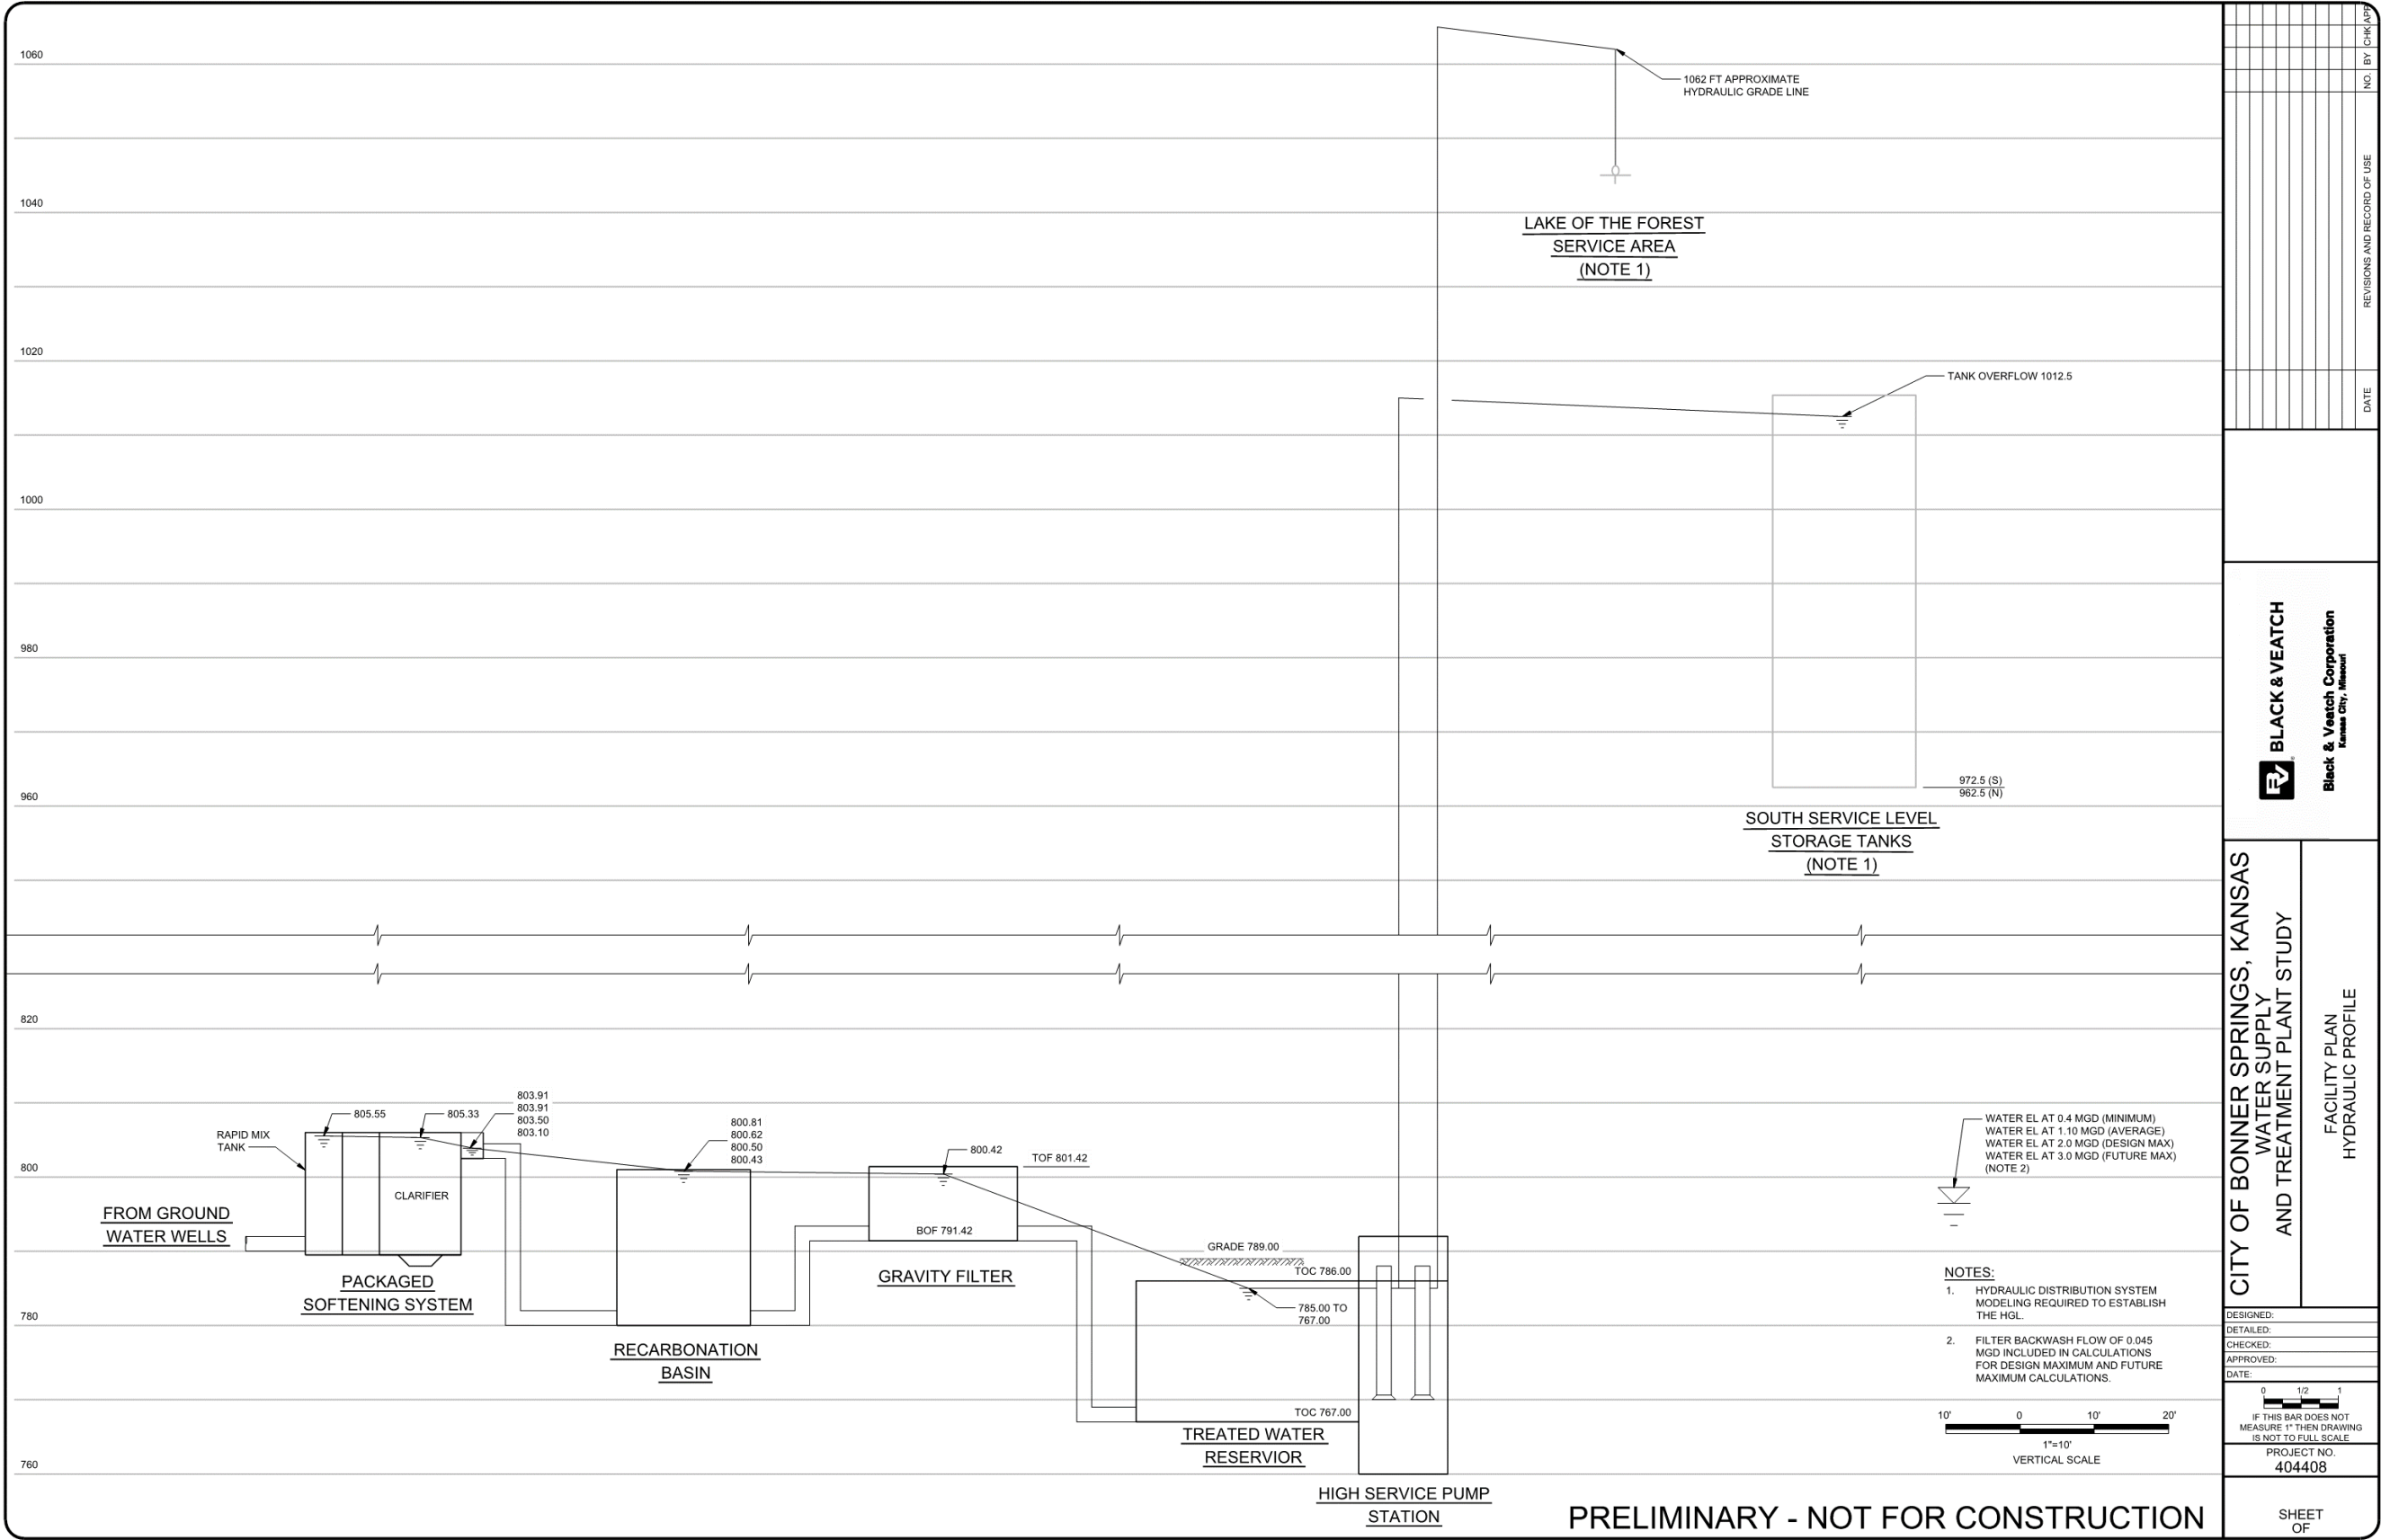 1060
1062 FT APPROXIMATE
HYDRAULIC GRADE LINE
1040
LAKE OF THE FOREST
SERVICE AREA
(NOTE 1)
1020
TANK OVERFLOW 1012.5
1000
980
960
972.5 (S)
962.5 (N)
SOUTH SERVICE LEVEL
STORAGE TANKS
(NOTE 1)
820
803.91
803.91
803.50
803.10
805.55
805.33
RAPID MIX
TANK
800.81
800.62
800.50
800.43
800.42
TOF 801.42
800
CLARIFIER
FROM GROUND
WATER WELLS
BOF 791.42
PACKAGED
SOFTENING SYSTEM
GRAVITY FILTER
GRADE 789.00
TOC 786.00
785.00 TO
767.00
780
RECARBONATION
BASIN
TOC 767.00
TREATED WATER
RESERVIOR
760
HIGH SERVICE PUMP
STATION
WATER EL AT 0.4 MGD (MINIMUM)
WATER EL AT 1.10 MGD (AVERAGE)
WATER EL AT 2.0 MGD (DESIGN MAX)
WATER EL AT 3.0 MGD (FUTURE MAX)
(NOTE 2)
NOTES:
1. HYDRAULIC DISTRIBUTION SYSTEM
MODELING REQUIRED TO ESTABLISH
THE HGL.
2. FILTER BACKWASH FLOW OF 0.045
MGD INCLUDED IN CALCULATIONS
FOR DESIGN MAXIMUM AND FUTURE
MAXIMUM CALCULATIONS.
10' 0 10' 20'
1"=10'
VERTICAL SCALE
PRELIMINARY - NOT FOR CONSTRUCTION
DATE REVISIONS AND RECORD OF USE NO. BY CHK APP
BV BLACK & VEATCH
Black & Veatch Corporation
Kansas City, Missouri
CITY OF BONNER SPRINGS, KANSAS
WATER SUPPLY
AND TREATMENT PLANT STUDY
FACILITY PLAN
HYDRAULIC PROFILE
DESIGNED:
DETAILED:
CHECKED:
APPROVED:
DATE:
0 1/2 1
IF THIS BAR DOES NOT
MEASURE 1" THEN DRAWING
IS NOT TO FULL SCALE
PROJECT NO.
404408
SHEET
OF